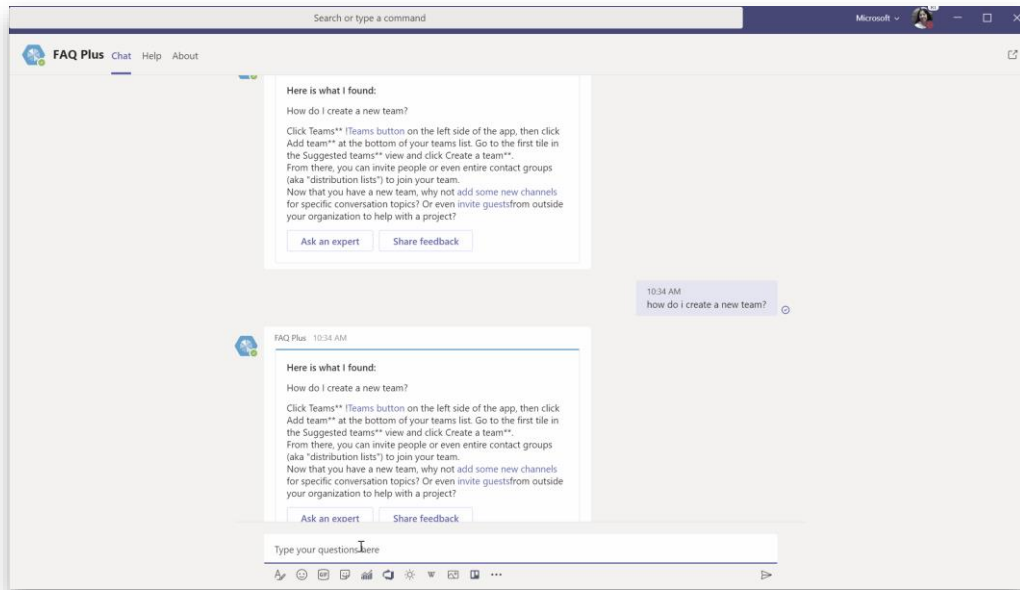 Search or type a command
Microsoft
FAQ Plus Chat Help About
Here is what I found:
How do I create a new team?
Click Teams** !Teams button on the left side of the app, then click
Add team** at the bottom of your teams list. Go to the first tile in
the Suggested teams** view and click Create a team**.
From there, you can invite people or even entire contact groups
(aka "distribution lists") to join your team.
Now that you have a new team, why not add some new channels
for specific conversation topics? Or even invite guestsfrom outside
your organization to help with a project?
Ask an expert Share feedback
10:34 AM
how do i create a new team?
FAQ Plus 10:34 AM
Here is what I found:
How do I create a new team?
Click Teams** !Teams button on the left side of the app, then click
Add team** at the bottom of your teams list. Go to the first tile in
the Suggested teams** view and click Create a team**.
From there, you can invite people or even entire contact groups
(aka "distribution lists") to join your team.
Now that you have a new team, why not add some new channels
for specific conversation topics? Or even invite guestsfrom outside
your organization to help with a project?
Ask an expert Share feedback
Type your questions here
GIF